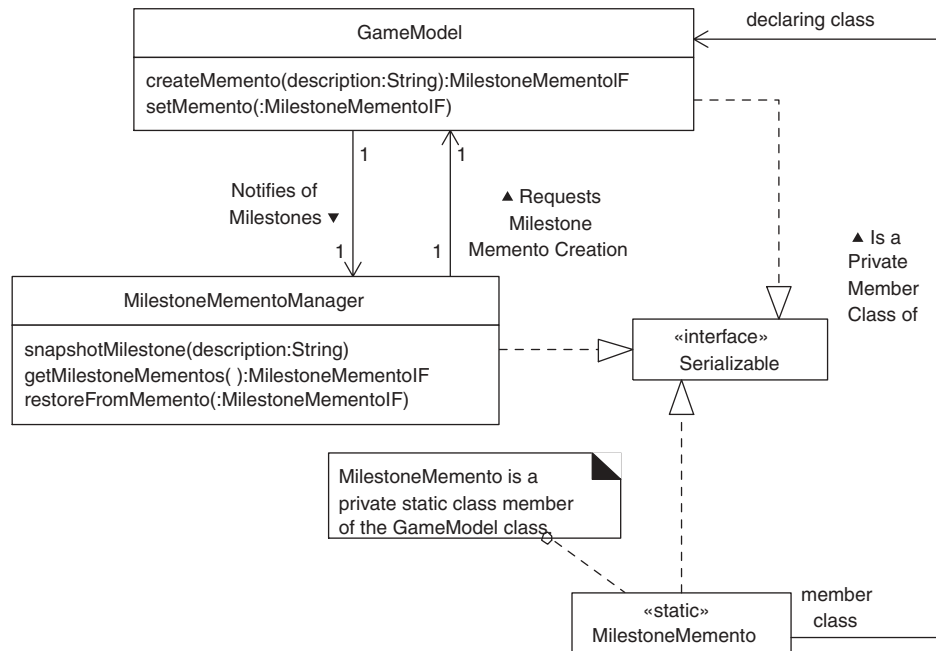 GameModel
declaring class
createMemento(description:String):MilestoneMementoIF
setMemento(:MilestoneMementoIF)
1
1
Notifies of
Milestones ▼
▲ Requests
Milestone
Memento Creation
1
1
▲ Is a
Private
Member
Class of
MilestoneMementoManager
snapshotMilestone(description:String)
getMilestoneMementos( ):MilestoneMementoIF
restoreFromMemento(:MilestoneMementoIF)
«interface»
Serializable
MilestoneMemento is a
private static class member
of the GameModel class.
«static»
MilestoneMemento
member
class